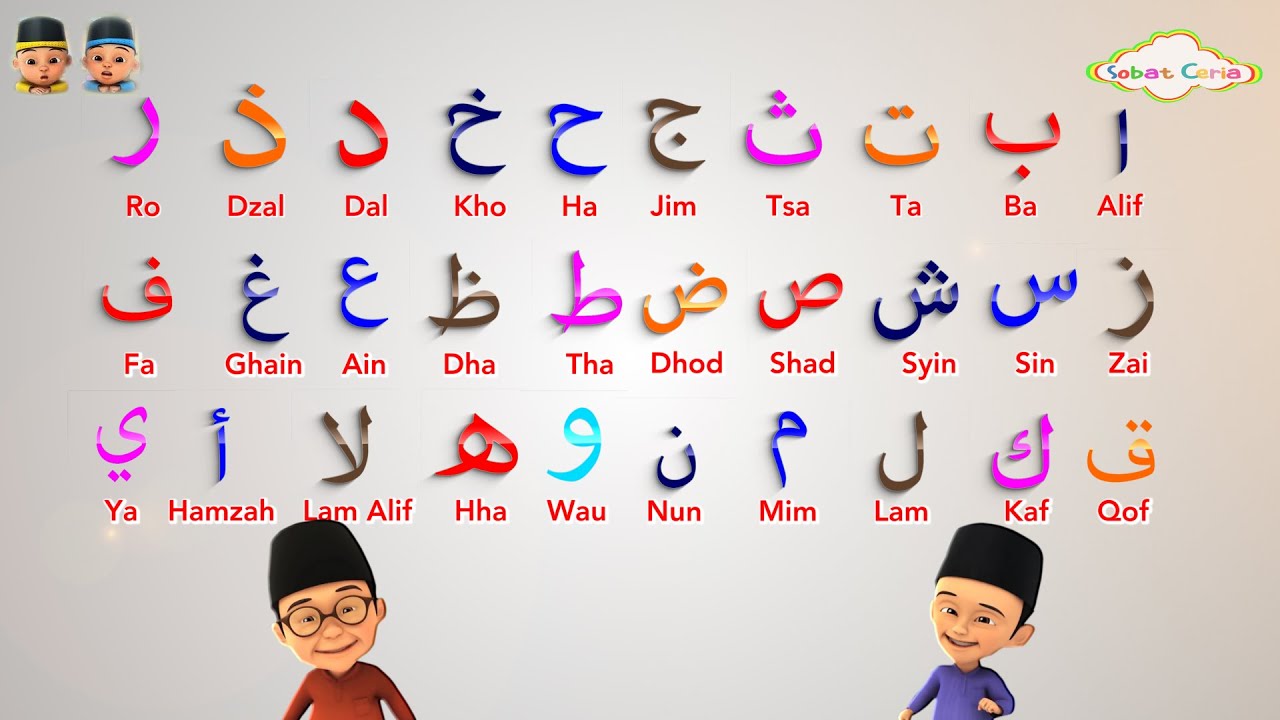 Sobat Ceria
ا ب ت ث ج ح خ د ذ ر
Alif Ba Ta Tsa Jim Ha Kho Dal Dzal Ro
ز س ش ص ض ط ظ ع غ ف
Zai Sin Syin Shad Dhod Tha Dha Ain Ghain Fa
ق ك ل م ن و ه لا أ ي
Qof Kaf Lam Mim Nun Wau Hha Lam Alif Hamzah Ya